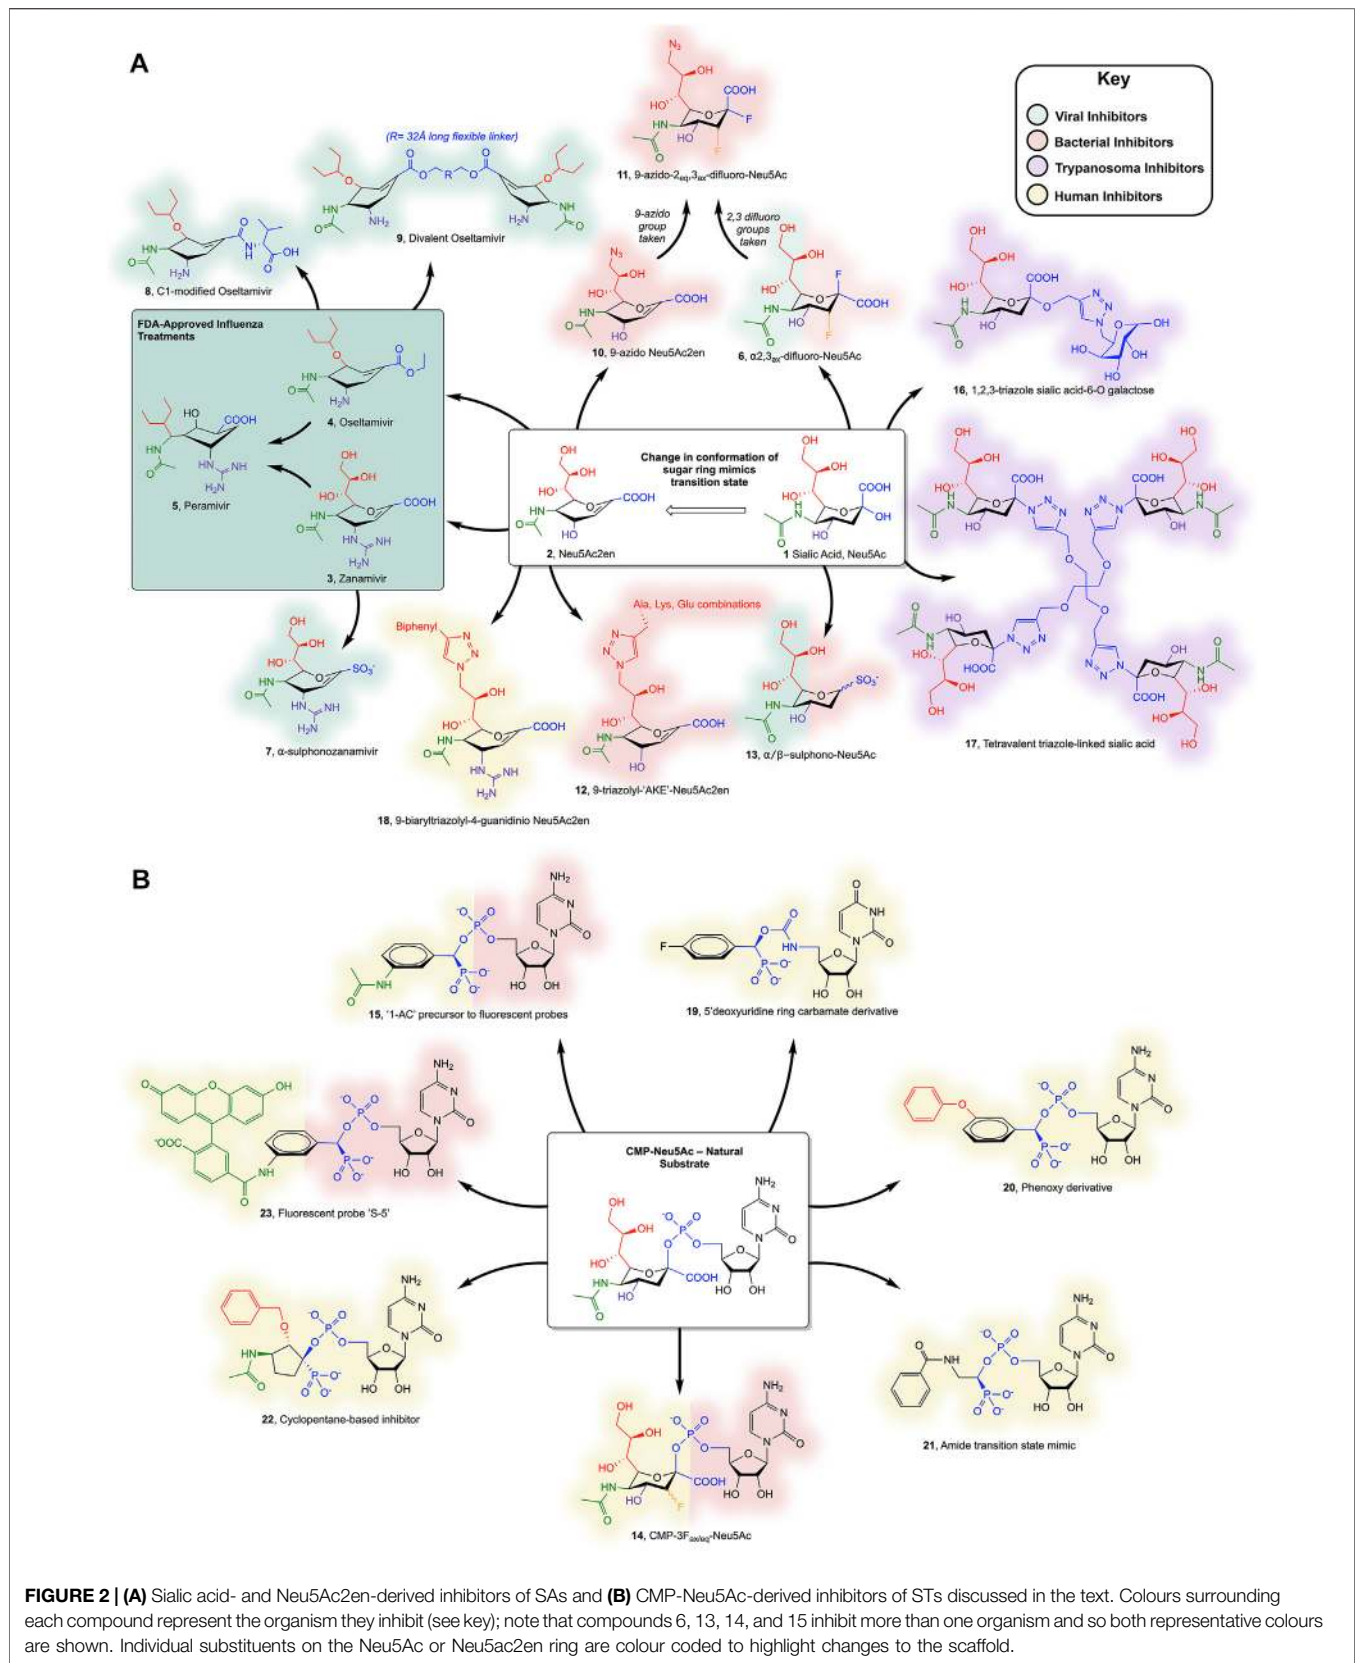 A
Key
Viral Inhibitors
Bacterial Inhibitors
Trypanosoma Inhibitors
Human Inhibitors
11, 9-azido-2eq,3ax-difluoro-Neu5Ac
(R= 32Å long flexible linker)
9, Divalent Oseltamivir
8, C1-modified Oseltamivir
9-azido
group
taken
2,3 difluoro
groups
taken
10, 9-azido Neu5Ac2en
6, α2,3ax-difluoro-Neu5Ac
16, 1,2,3-triazole sialic acid-6-O galactose
FDA-Approved Influenza
Treatments
4, Oseltamivir
5, Peramivir
3, Zanamivir
Change in conformation of
sugar ring mimics
transition state
2, Neu5Ac2en
1 Sialic Acid, Neu5Ac
17, Tetravalent triazole-linked sialic acid
7, α-sulphonozanamivir
Biphenyl
18, 9-biaryltriazolyl-4-guanidinio Neu5Ac2en
Ala, Lys, Glu combinations
12, 9-triazolyl-'AKE'-Neu5Ac2en
13, α/β-sulphono-Neu5Ac
B
15, '1-AC' precursor to fluorescent probes
19, 5'deoxyuridine ring carbamate derivative
23, Fluorescent probe 'S-5'
CMP-Neu5Ac – Natural
Substrate
20, Phenoxy derivative
22, Cyclopentane-based inhibitor
21, Amide transition state mimic
14, CMP-3Fax/eq-Neu5Ac
FIGURE 2 | (A) Sialic acid- and Neu5Ac2en-derived inhibitors of SAs and (B) CMP-Neu5Ac-derived inhibitors of STs discussed in the text. Colours surrounding
each compound represent the organism they inhibit (see key); note that compounds 6, 13, 14, and 15 inhibit more than one organism and so both representative colours
are shown. Individual substituents on the Neu5Ac or Neu5ac2en ring are colour coded to highlight changes to the scaffold.